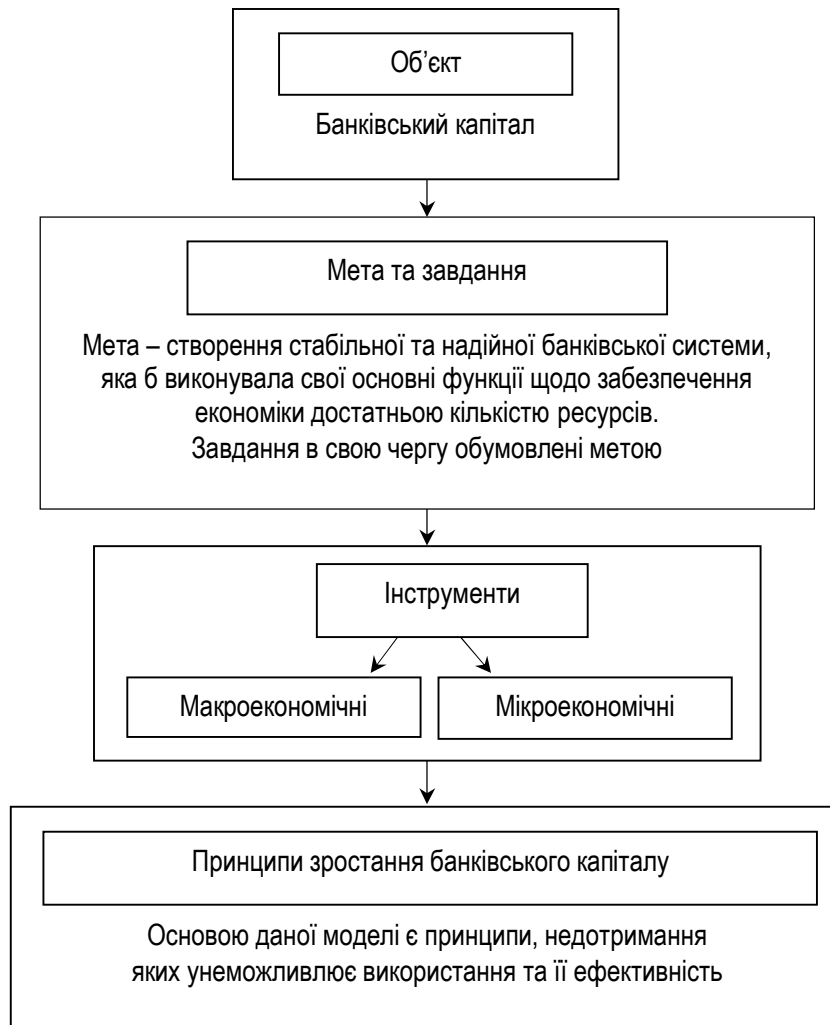 Об’єкт
Банківський капітал
Мета та завдання
Мета – створення стабільної та надійної банківської системи,
яка б виконувала свої основні функції щодо забезпечення
економіки достатньою кількістю ресурсів.
Завдання в свою чергу обумовлені метою
Інструменти
Макроекономічні
Мікроекономічні
Принципи зростання банківського капіталу
Основою даної моделі є принципи, недотримання
яких унеможливлює використання та її ефективність